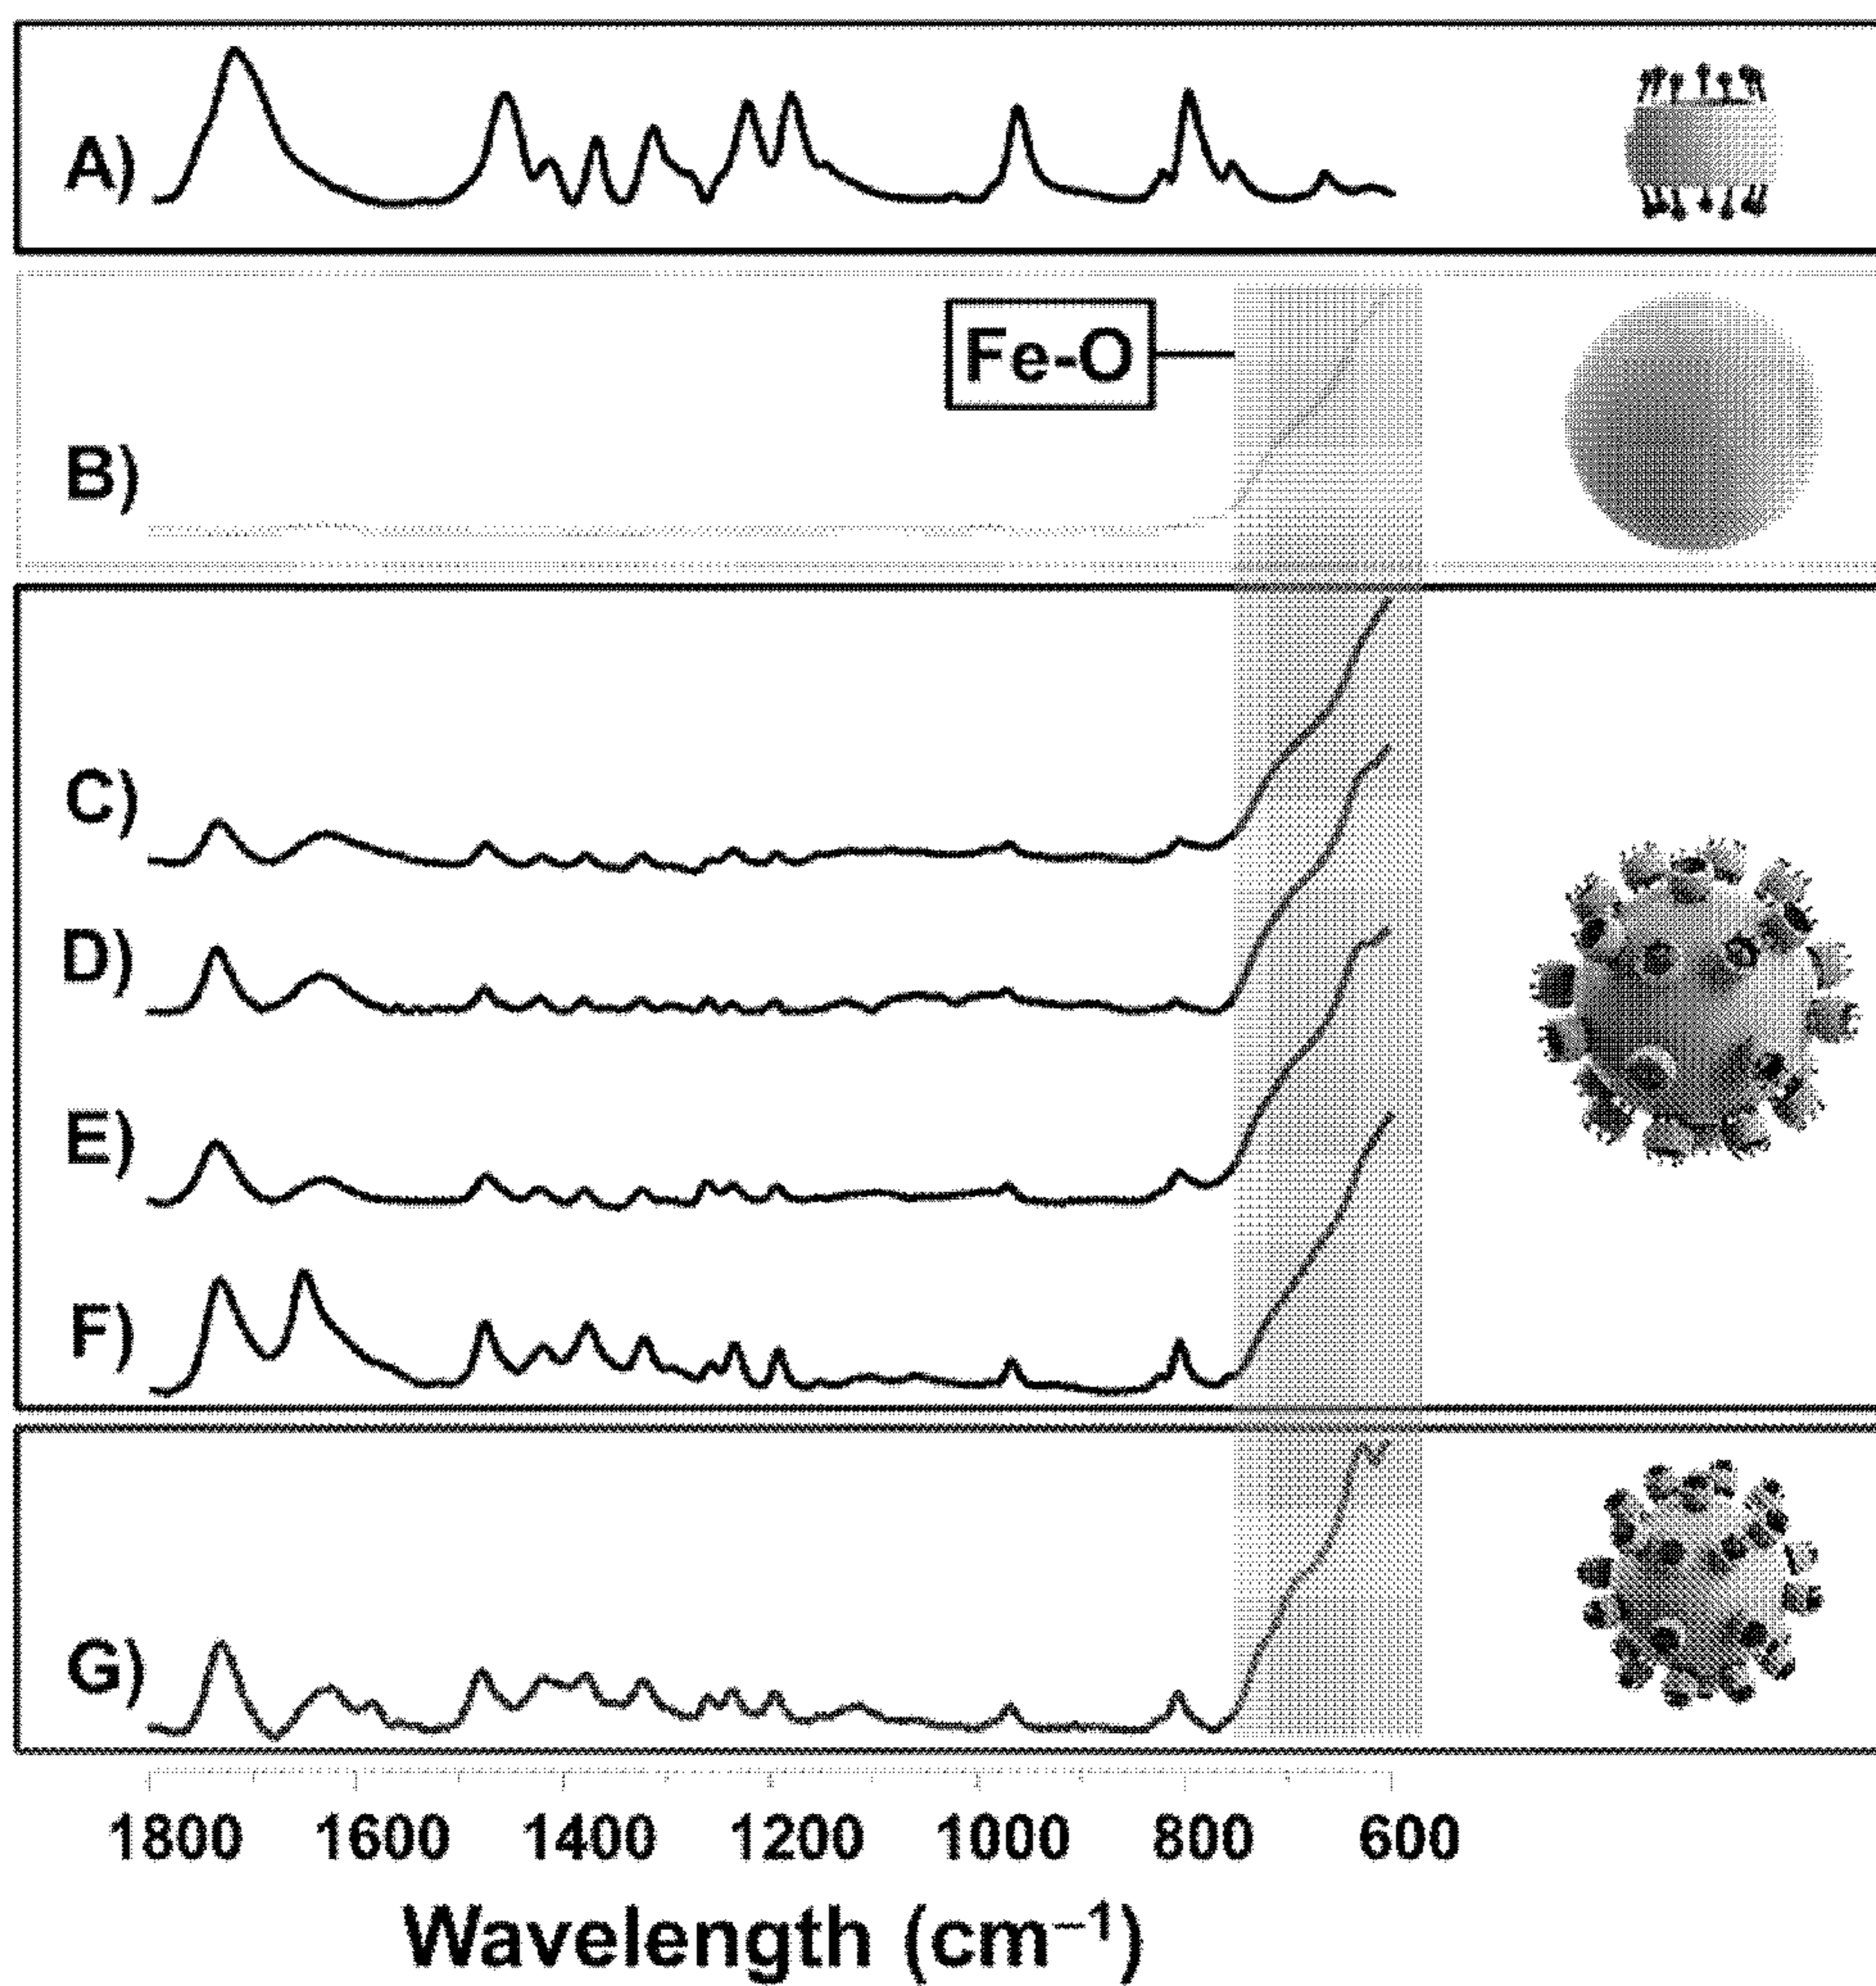 A)
Fe-O
B)
C)
D)
E)
F)
G)
1800 1600 1400 1200 1000 800 600
Wavelength (cm⁻¹)